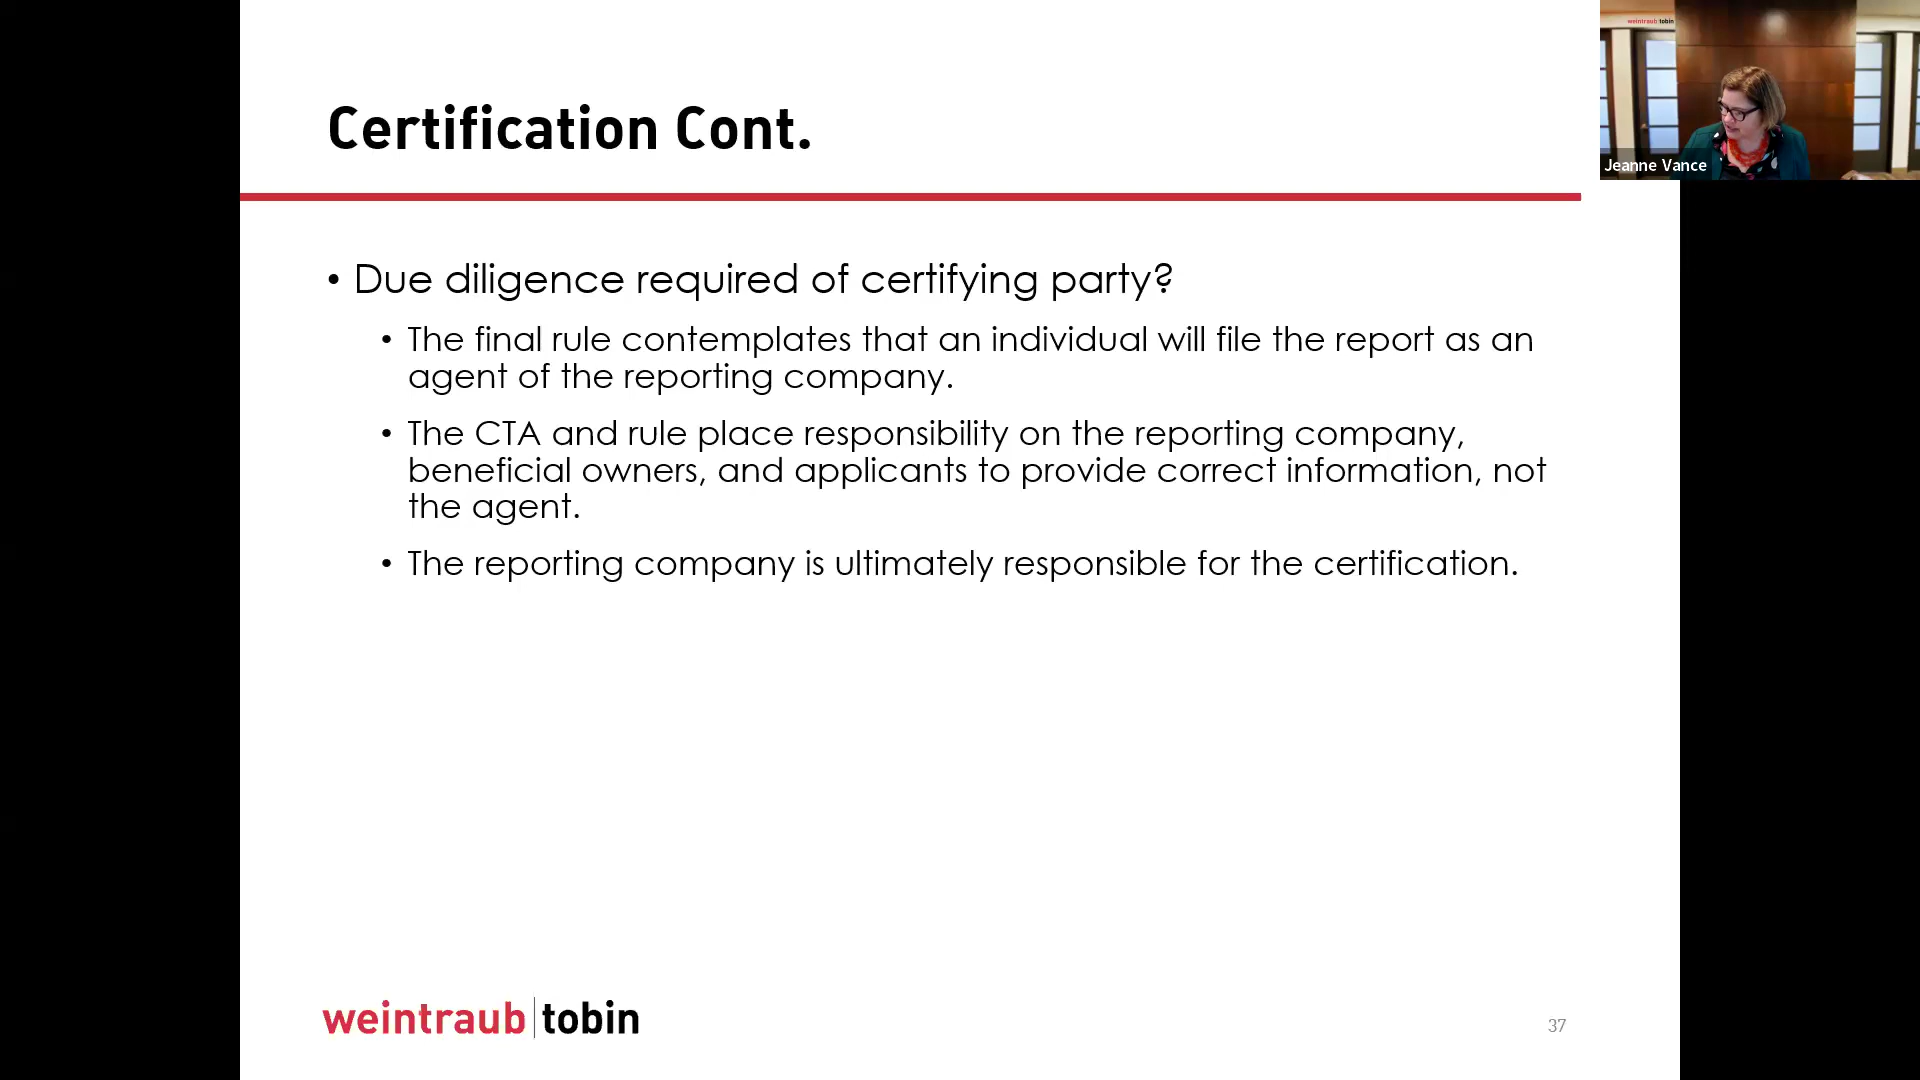 weintraub tobin
Jeanne Vance
Certification Cont.
• Due diligence required of certifying party?
• The final rule contemplates that an individual will file the report as an
agent of the reporting company.
• The CTA and rule place responsibility on the reporting company,
beneficial owners, and applicants to provide correct information, not
the agent.
• The reporting company is ultimately responsible for the certification.
weintraub tobin
37